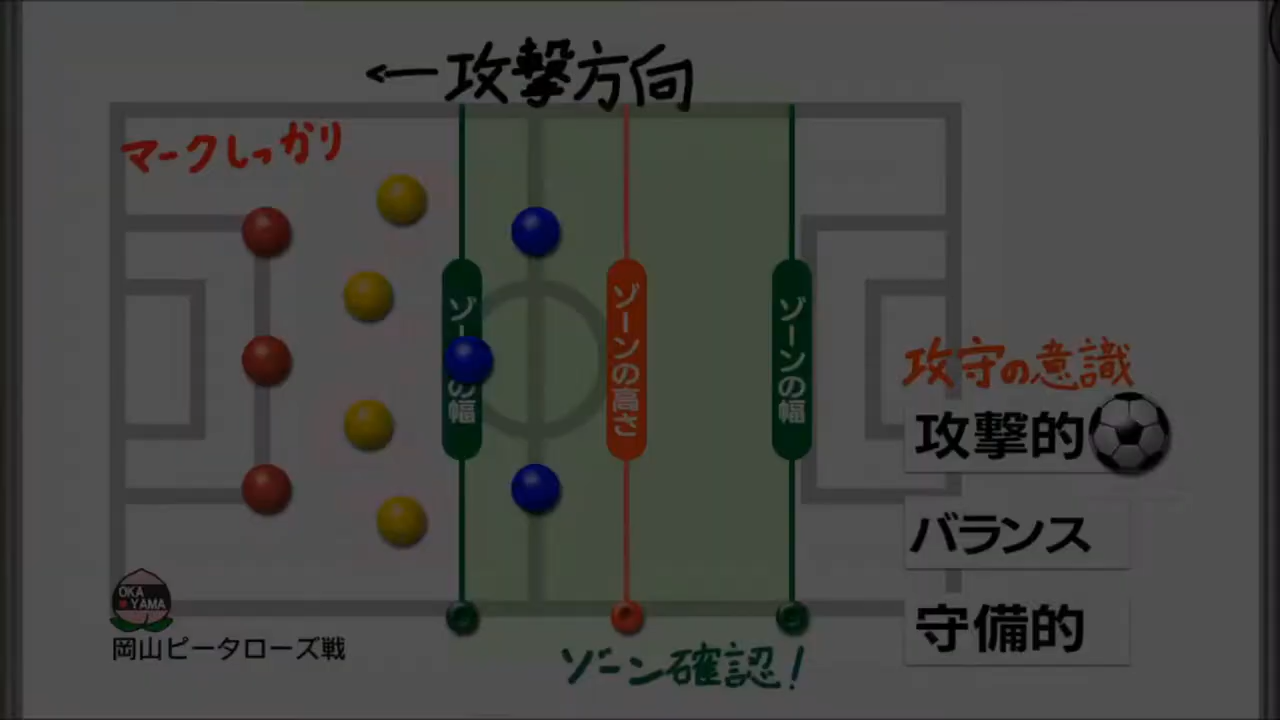 ←攻撃方向
マークしっかり
ゾーンの幅
ゾーンの高さ
ゾーンの幅
攻守の意識
攻撃的
バランス
守備的
OKA
YAMA
岡山ピータローズ戦
ゾーン確認!